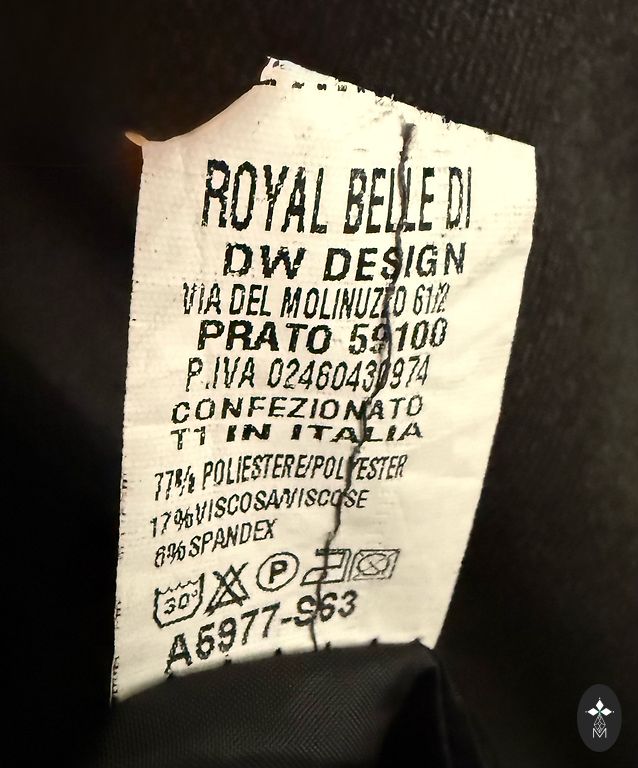 ROYAL BELLE DI
DW DESIGN
VIA DEL MOLINUZZO 61/2
PRATO 59100
P.IVA 02460430974
CONFEZIONATO
T1 IN ITALIA
77% POLIESTERE/POLYESTER
17%VISCOSA/VISCOSE
6%SPANDEX
30° P
A5977-S63
M